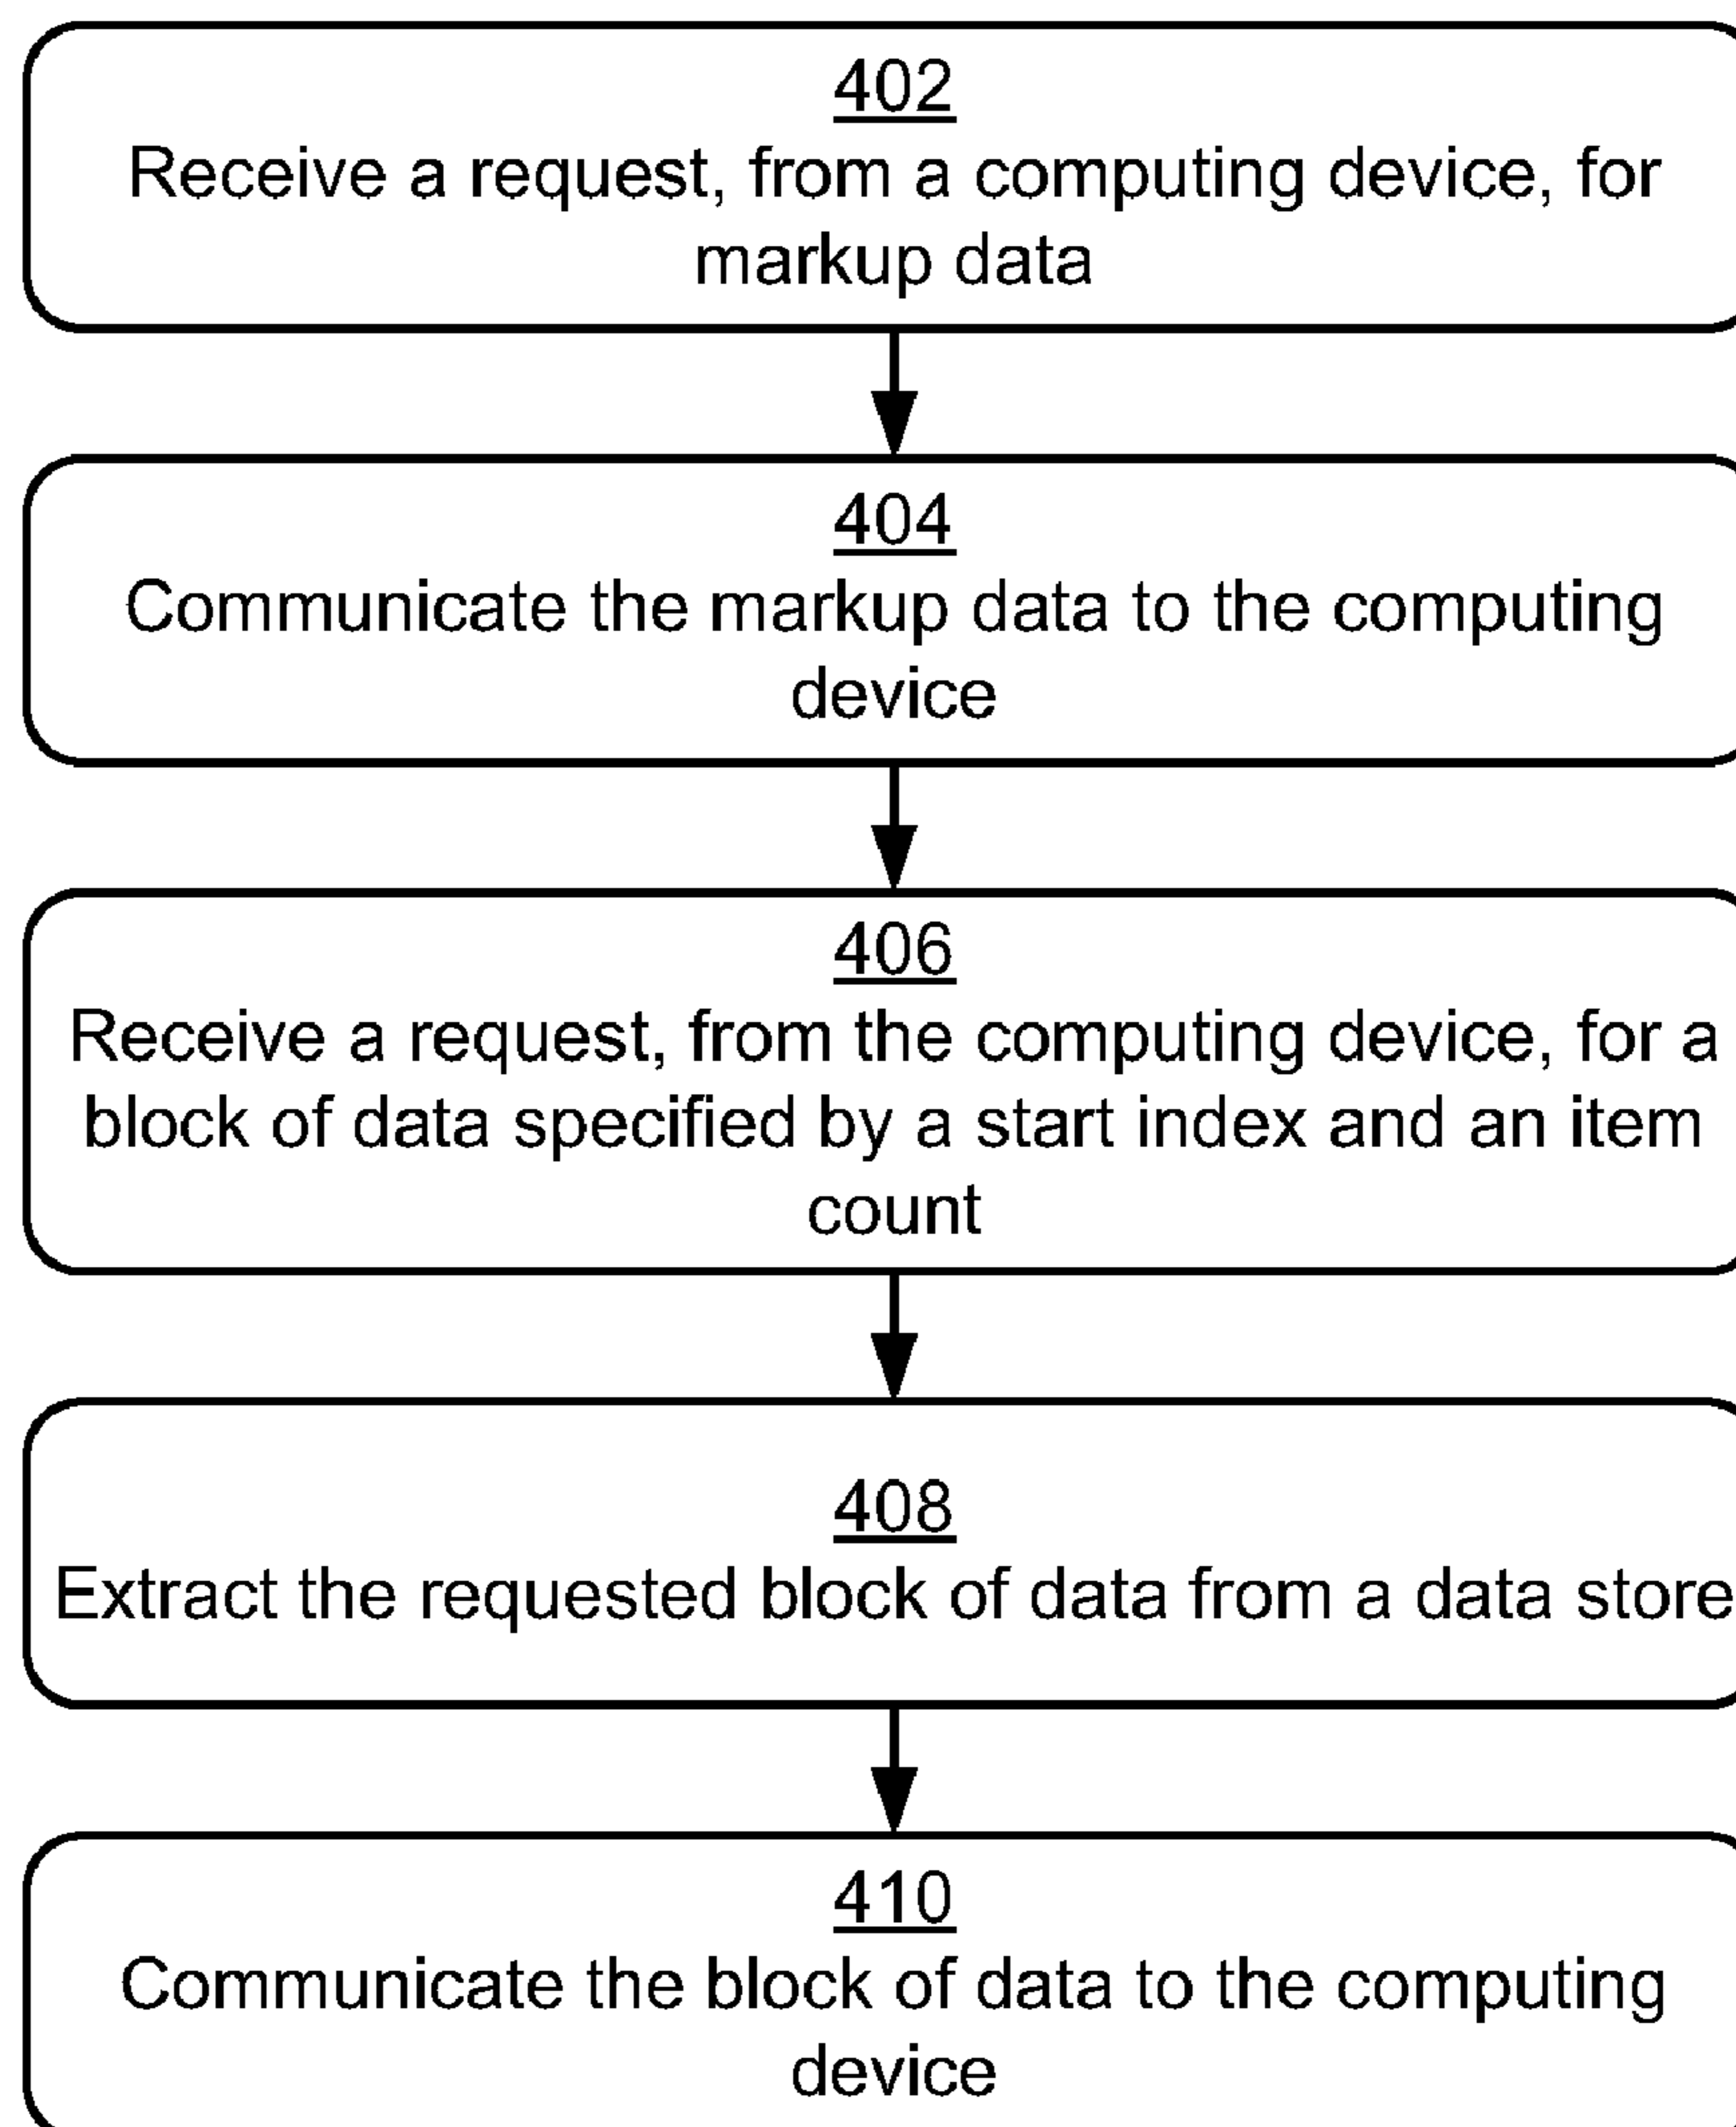 402
Receive a request, from a computing device, for
markup data
404
Communicate the markup data to the computing
device
406
Receive a request, from the computing device, for a
block of data specified by a start index and an item
count
408
Extract the requested block of data from a data store
410
Communicate the block of data to the computing
device